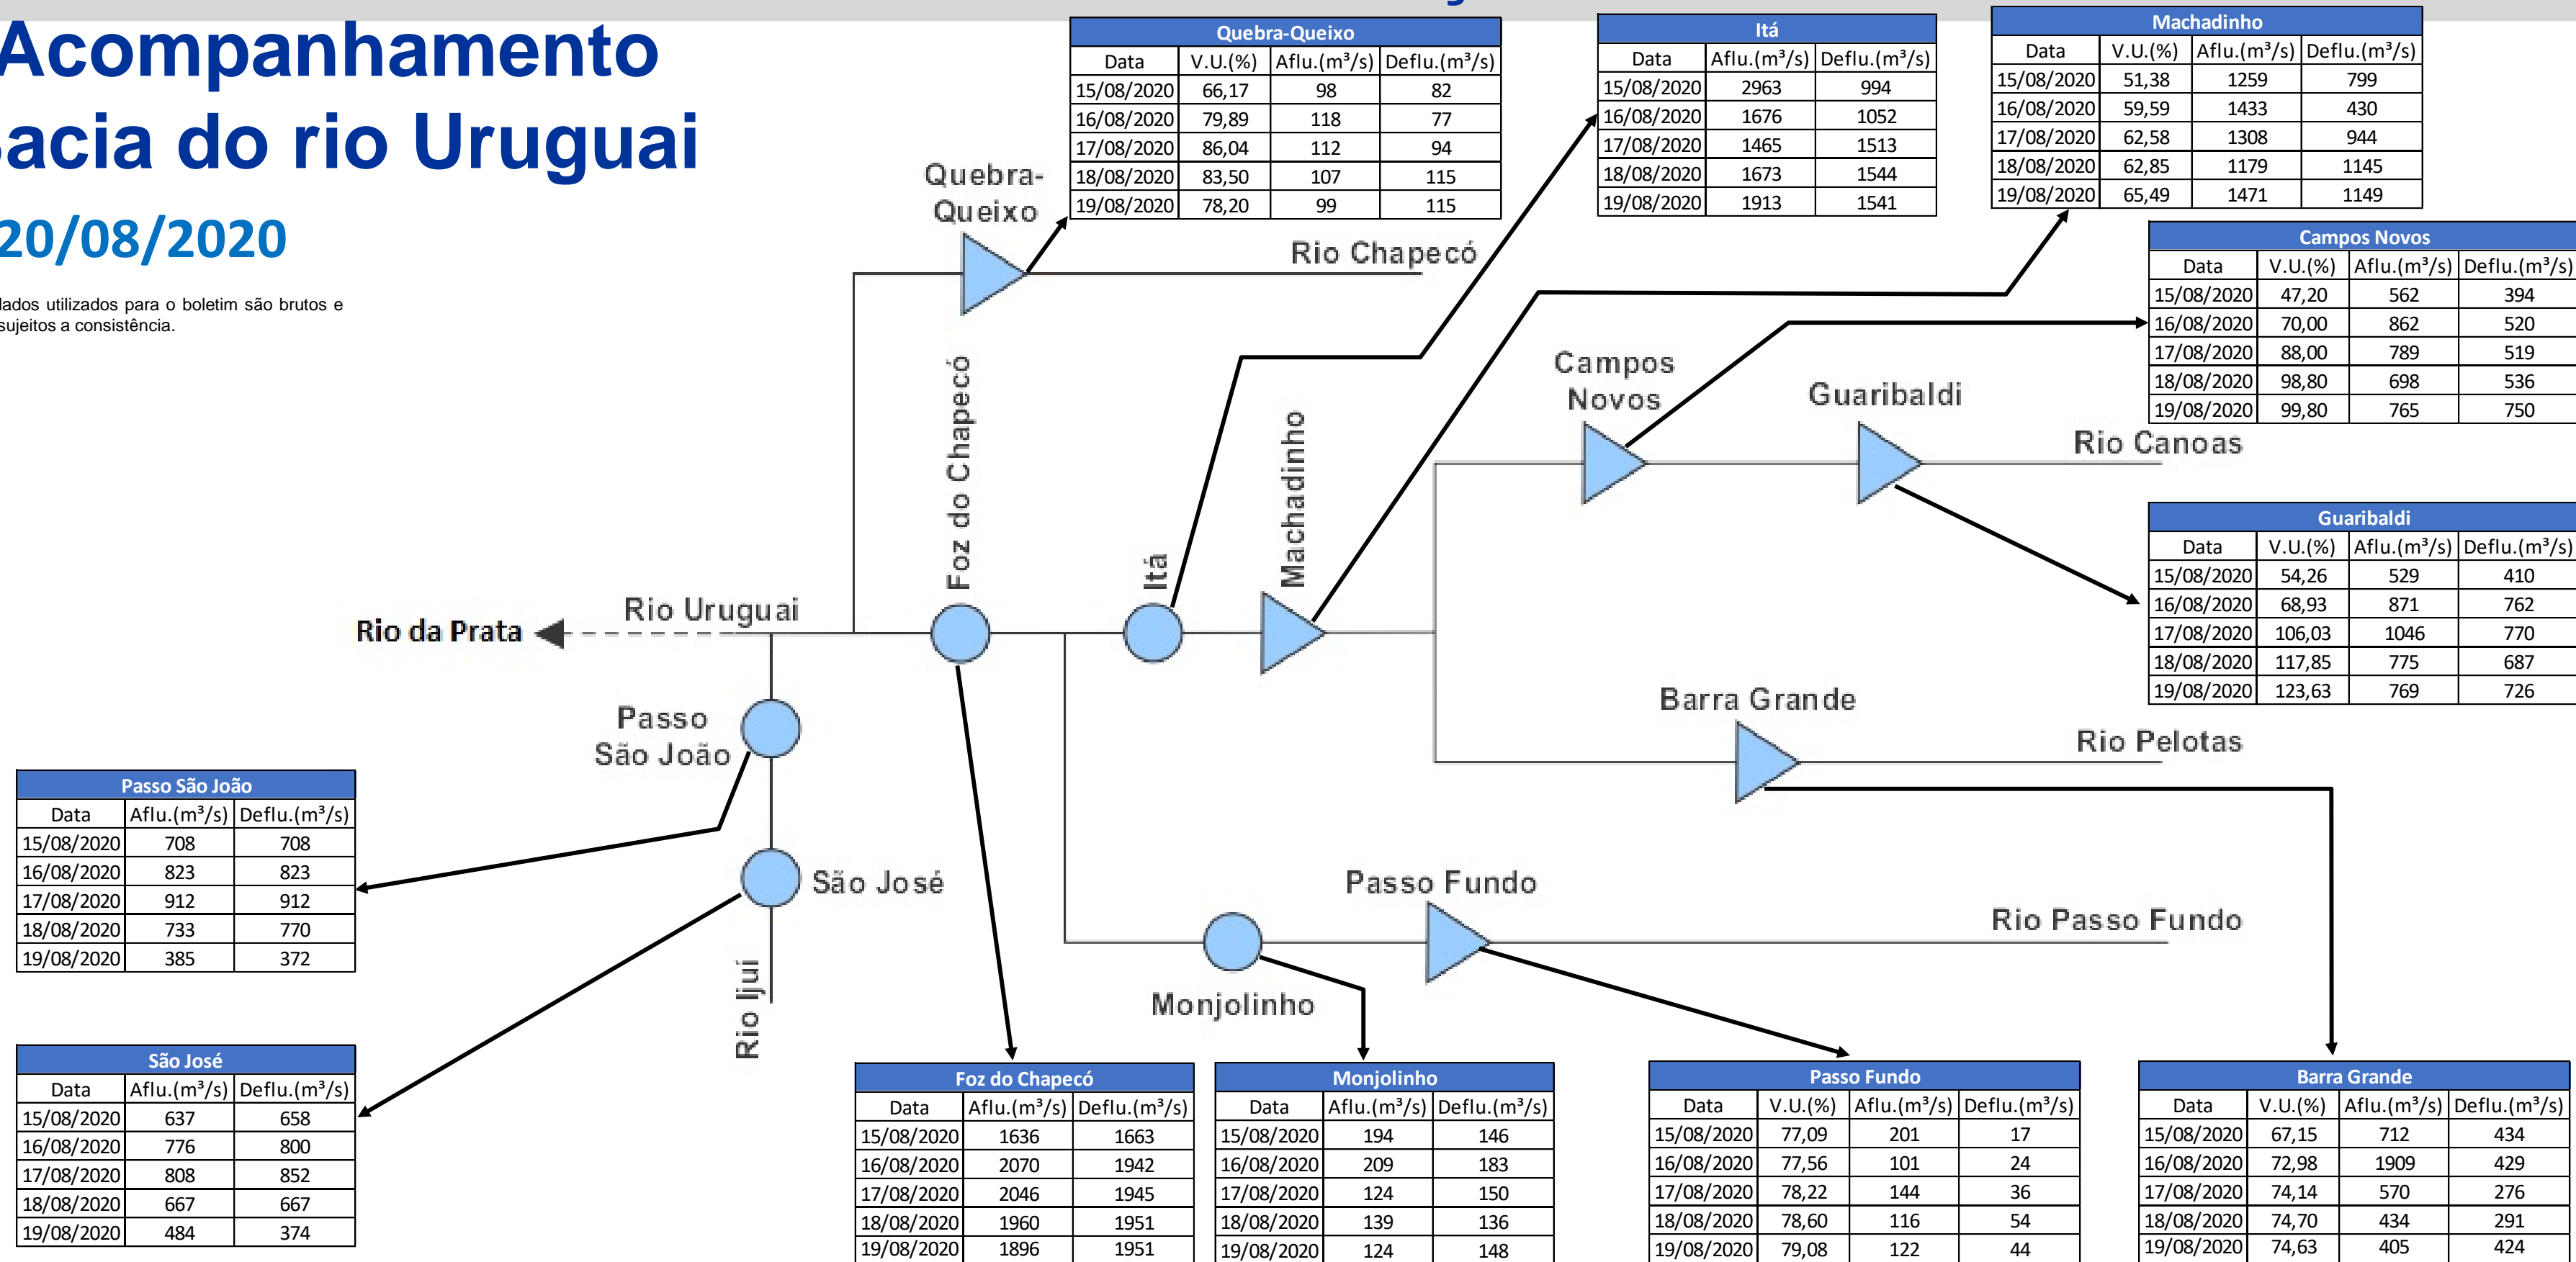 Acompanhamento
acia do rio Uruguai
20/08/2020
dados utilizados para o boletim são brutos e
sujeitos a consistência.
Quebra-Queixo
Data V.U.(%) Aflu.(m³/s) Deflu.(m³/s)
15/08/2020 66,17 98 82
16/08/2020 79,89 118 77
17/08/2020 86,04 112 94
18/08/2020 83,50 107 115
19/08/2020 78,20 99 115
Itá
Data Aflu.(m³/s) Deflu.(m³/s)
15/08/2020 2963 994
16/08/2020 1676 1052
17/08/2020 1465 1513
18/08/2020 1673 1544
19/08/2020 1913 1541
Machadinho
Data V.U.(%) Aflu.(m³/s) Deflu.(m³/s)
15/08/2020 51,38 1259 799
16/08/2020 59,59 1433 430
17/08/2020 62,58 1308 944
18/08/2020 62,85 1179 1145
19/08/2020 65,49 1471 1149
Campos Novos
Data V.U.(%) Aflu.(m³/s) Deflu.(m³/s)
15/08/2020 47,20 562 394
16/08/2020 70,00 862 520
17/08/2020 88,00 789 519
18/08/2020 98,80 698 536
19/08/2020 99,80 765 750
Guaribaldi
Data V.U.(%) Aflu.(m³/s) Deflu.(m³/s)
15/08/2020 54,26 529 410
16/08/2020 68,93 871 762
17/08/2020 106,03 1046 770
18/08/2020 117,85 775 687
19/08/2020 123,63 769 726
Quebra-
Queixo
Rio Chapecó
Foz do Chapecó
Itá
Machadinho
Campos
Novos
Guaribaldi
Rio Canoas
Rio Uruguai
Rio da Prata
Barra Grande
Rio Pelotas
Passo
São João
São José
Rio Ijuí
Passo Fundo
Rio Passo Fundo
Monjolinho
Passo São João
Data Aflu.(m³/s) Deflu.(m³/s)
15/08/2020 708 708
16/08/2020 823 823
17/08/2020 912 912
18/08/2020 733 770
19/08/2020 385 372
São José
Data Aflu.(m³/s) Deflu.(m³/s)
15/08/2020 637 658
16/08/2020 776 800
17/08/2020 808 852
18/08/2020 667 667
19/08/2020 484 374
Foz do Chapecó
Data Aflu.(m³/s) Deflu.(m³/s)
15/08/2020 1636 1663
16/08/2020 2070 1942
17/08/2020 2046 1945
18/08/2020 1960 1951
19/08/2020 1896 1951
Monjolinho
Data Aflu.(m³/s) Deflu.(m³/s)
15/08/2020 194 146
16/08/2020 209 183
17/08/2020 124 150
18/08/2020 139 136
19/08/2020 124 148
Passo Fundo
Data V.U.(%) Aflu.(m³/s) Deflu.(m³/s)
15/08/2020 77,09 201 17
16/08/2020 77,56 101 24
17/08/2020 78,22 144 36
18/08/2020 78,60 116 54
19/08/2020 79,08 122 44
Barra Grande
Data V.U.(%) Aflu.(m³/s) Deflu.(m³/s)
15/08/2020 67,15 712 434
16/08/2020 72,98 1909 429
17/08/2020 74,14 570 276
18/08/2020 74,70 434 291
19/08/2020 74,63 405 424